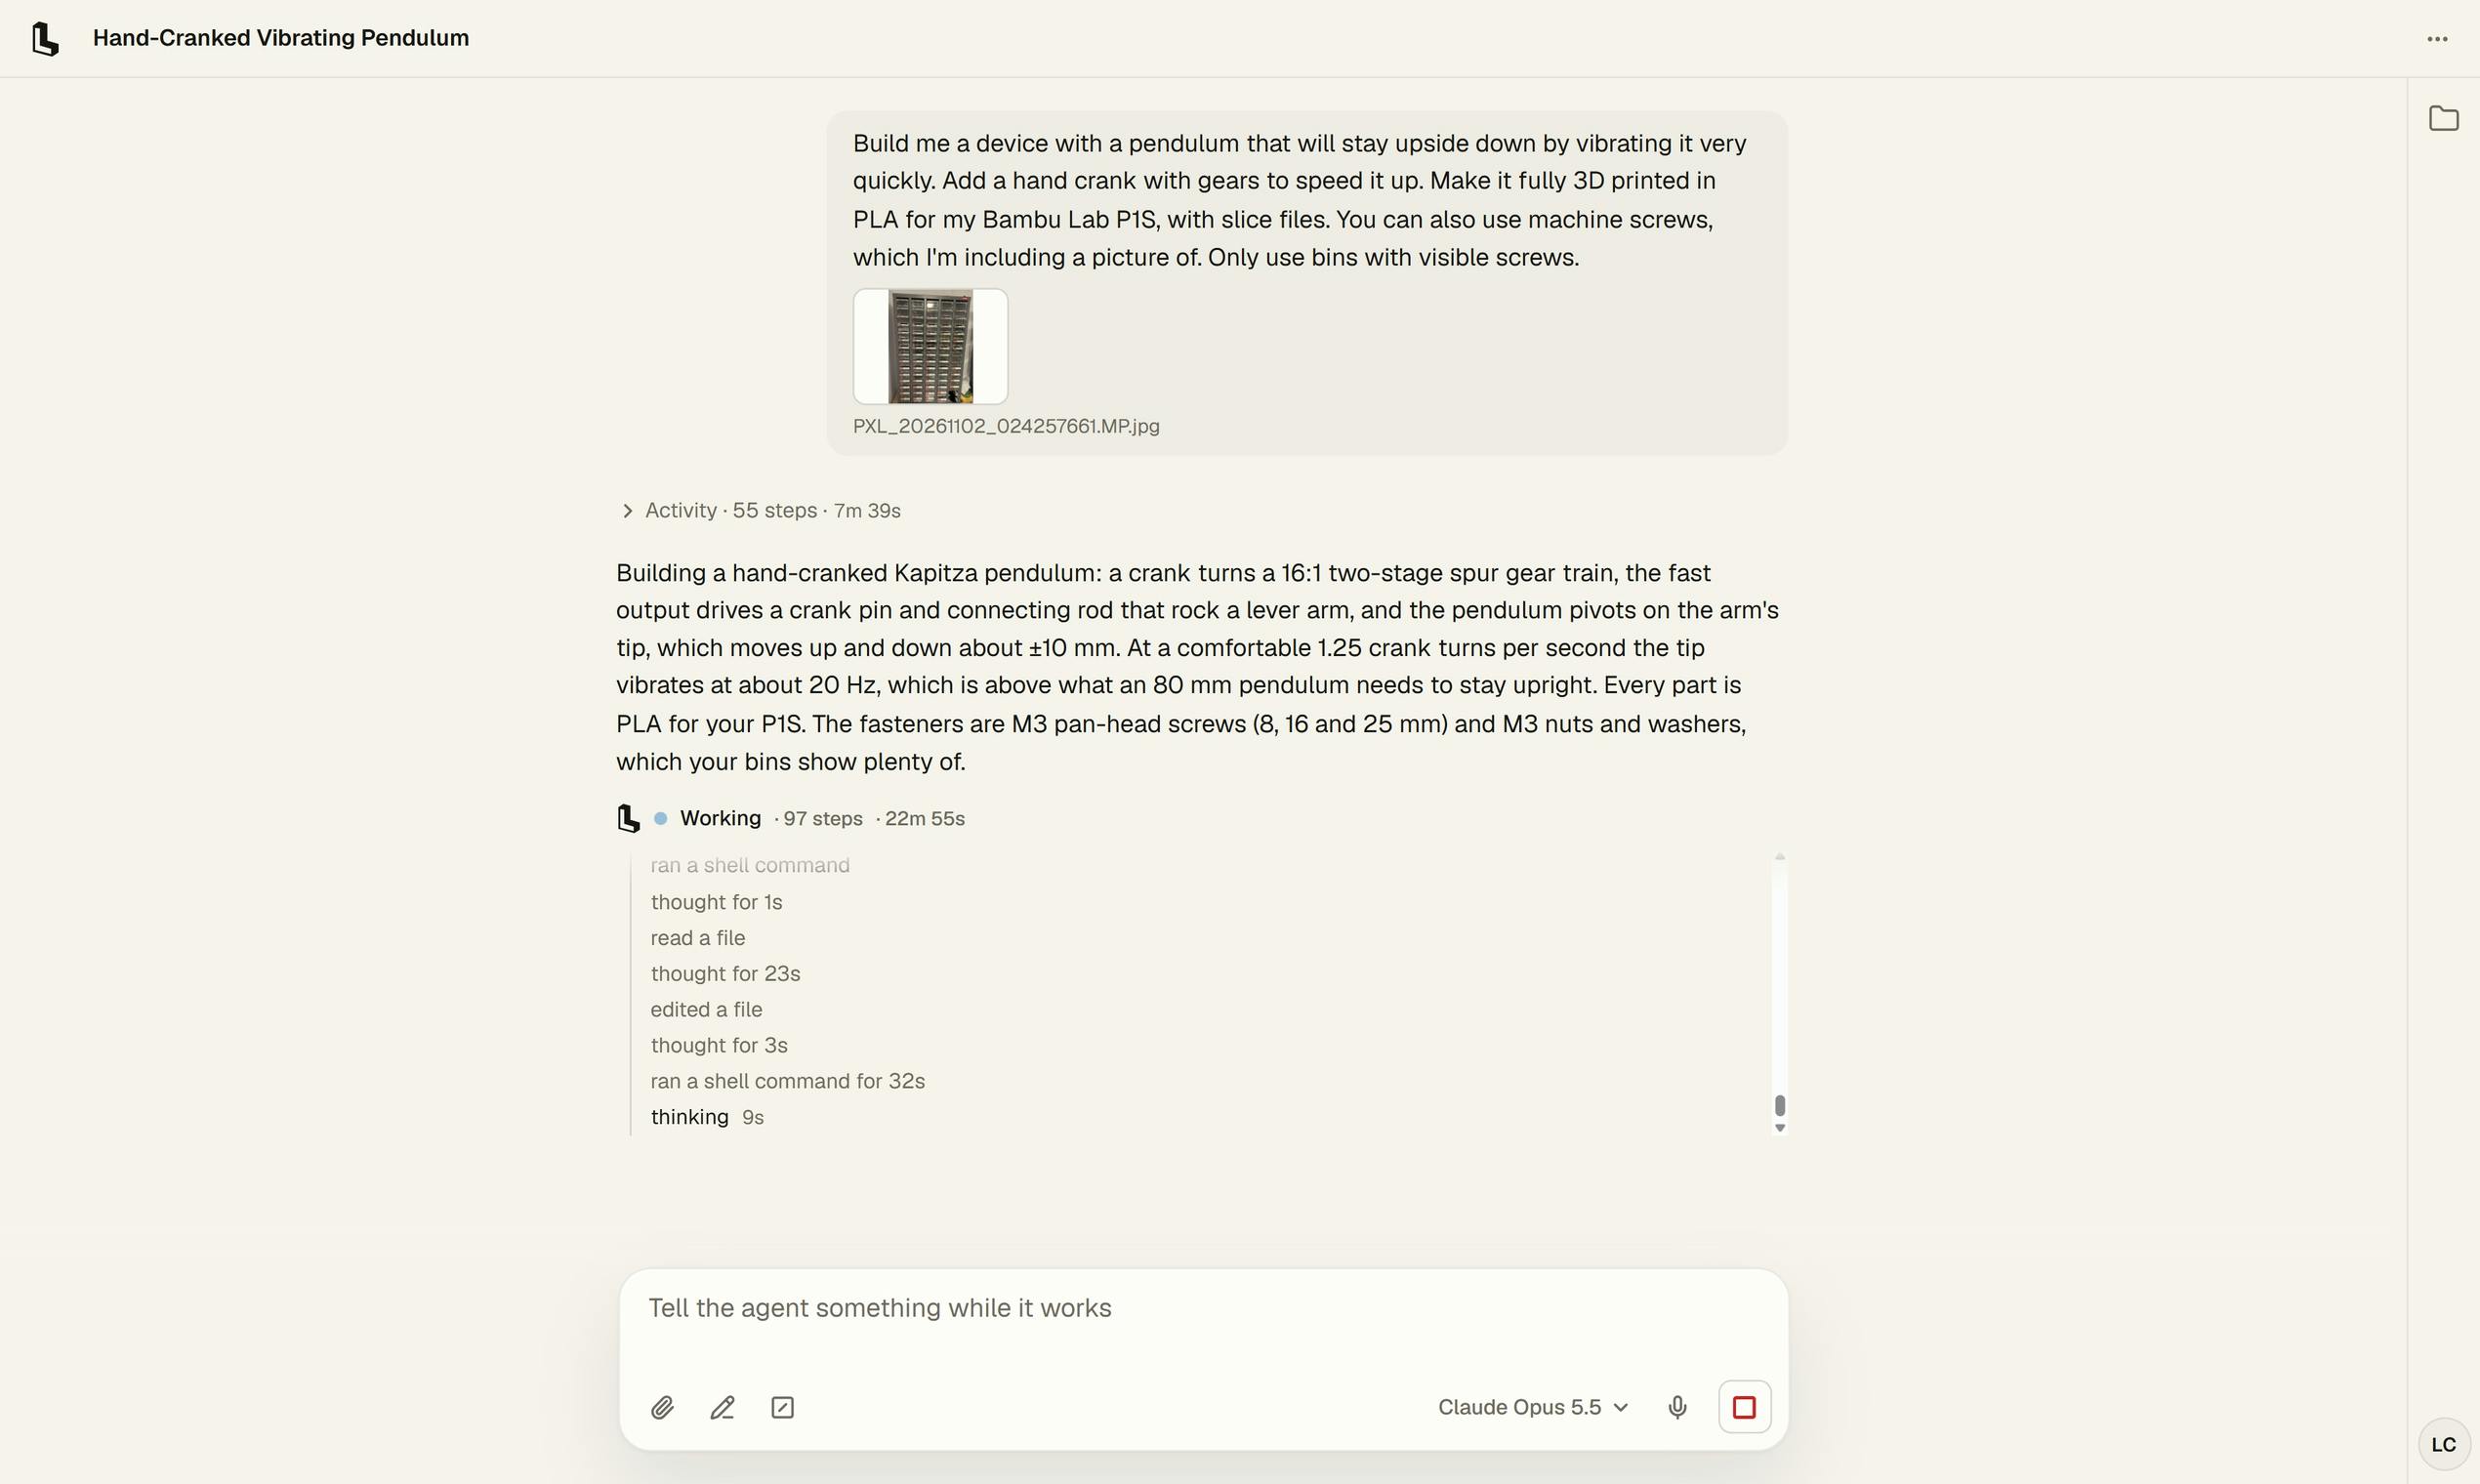 Hand-Cranked Vibrating Pendulum
Build me a device with a pendulum that will stay upside down by vibrating it very
quickly. Add a hand crank with gears to speed it up. Make it fully 3D printed in
PLA for my Bambu Lab P1S, with slice files. You can also use machine screws,
which I'm including a picture of. Only use bins with visible screws.
PXL_20261102_024257661.MP.jpg
Activity · 55 steps · 7m 39s
Building a hand-cranked Kapitza pendulum: a crank turns a 16:1 two-stage spur gear train, the fast
output drives a crank pin and connecting rod that rock a lever arm, and the pendulum pivots on the arm's
tip, which moves up and down about ±10 mm. At a comfortable 1.25 crank turns per second the tip
vibrates at about 20 Hz, which is above what an 80 mm pendulum needs to stay upright. Every part is
PLA for your P1S. The fasteners are M3 pan-head screws (8, 16 and 25 mm) and M3 nuts and washers,
which your bins show plenty of.
Working · 97 steps · 22m 55s
ran a shell command
thought for 1s
read a file
thought for 23s
edited a file
thought for 3s
ran a shell command for 32s
thinking 9s
Tell the agent something while it works
Claude Opus 5.5
LC